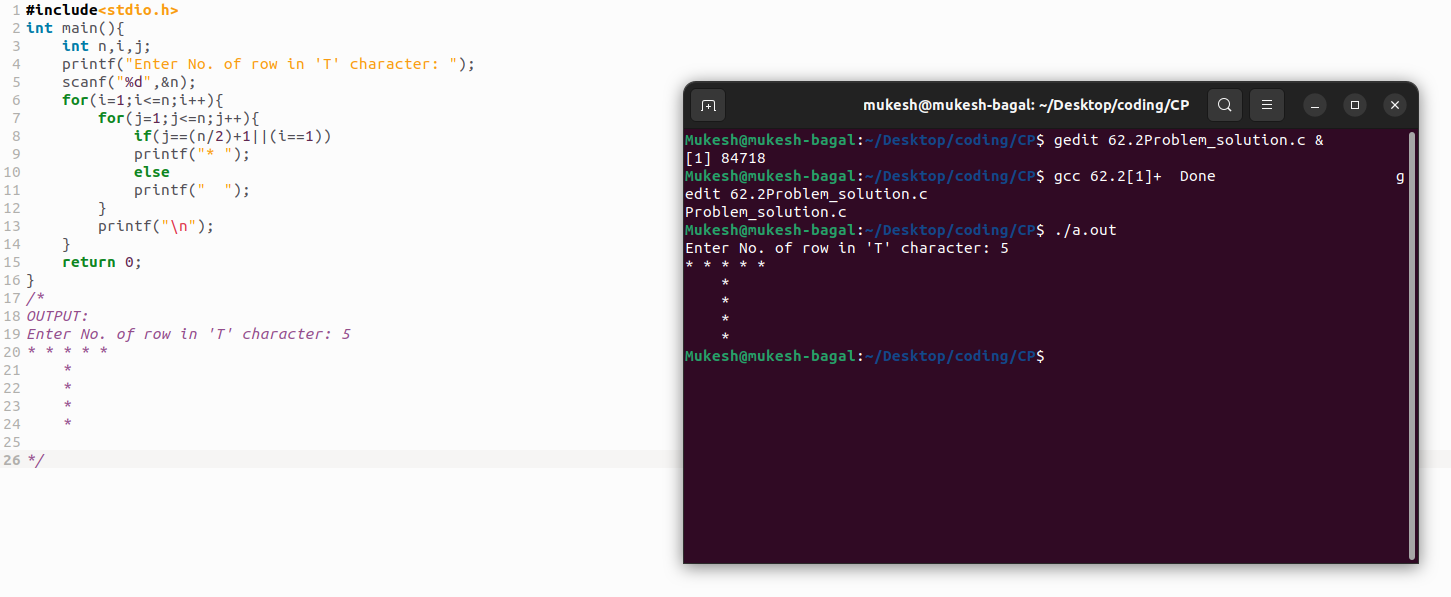 1 #include<stdio.h>
2 int main(){
3     int n,i,j;
4     printf("Enter No. of row in 'T' character: ");
5     scanf("%d",&n);
6     for(i=1;i<=n;i++){
7         for(j=1;j<=n;j++){
8             if(j==(n/2)+1||(i==1))
9             printf("* ");
10             else
11             printf("  ");
12         }
13         printf("\n");
14     }
15     return 0;
16 }
17 /*
18 OUTPUT:
19 Enter No. of row in 'T' character: 5
20 * * * * *
21     *
22     *
23     *
24     *
25
26 */
mukesh@mukesh-bagal: ~/Desktop/coding/CP
Mukesh@mukesh-bagal:~/Desktop/coding/CP$ gedit 62.2Problem_solution.c &
[1] 84718
Mukesh@mukesh-bagal:~/Desktop/coding/CP$ gcc 62.2[1]+  Done                    g
edit 62.2Problem_solution.c
Problem_solution.c
Mukesh@mukesh-bagal:~/Desktop/coding/CP$ ./a.out
Enter No. of row in 'T' character: 5
* * * * *
    *
    *
    *
    *
Mukesh@mukesh-bagal:~/Desktop/coding/CP$